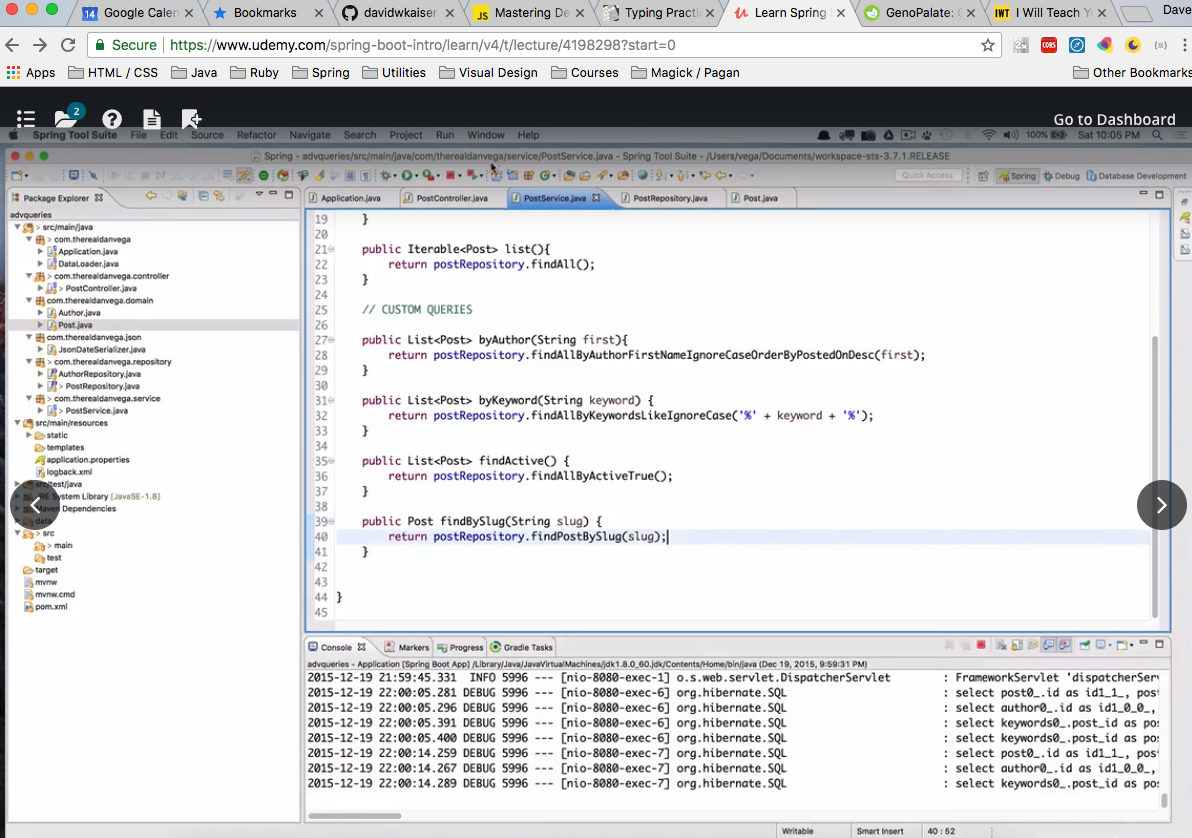 14 Google Calen
Bookmarks
davidwkaiser
JS Mastering De
Typing Practi
Learn Spring
GenoPalate: C
IWT I Will Teach Y
Dave
Secure
https://www.udemy.com/spring-boot-intro/learn/v4/t/lecture/4198298?start=0
CORS
Apps
HTML / CSS
Java
Ruby
Spring
Utilities
Visual Design
Courses
Magick / Pagan
Other Bookmarks
2
Go to Dashboard
Spring Tool Suite File Edit Source Refactor Navigate Search Project Run Window Help
100% Sat 10:05 PM
Spring - advqueries/src/main/java/com/therealdanvega/service/PostService.java - Spring Tool Suite - /Users/vega/Documents/workspace-sts-3.7.1.RELEASE
Quick Access
Spring
Debug
Database Development
Package Explorer
advqueries
src/main/java
com.therealdanvega
Application.java
DataLoader.java
> com.therealdanvega.controller
> PostController.java
com.therealdanvega.domain
Author.java
Post.java
com.therealdanvega.json
JsonDateSerializer.java
> com.therealdanvega.repository
AuthorRepository.java
> PostRepository.java
> com.therealdanvega.service
> PostService.java
src/main/resources
static
templates
application.properties
logback.xml
src/test/java
JRE System Library [JavaSE-1.8]
Maven Dependencies
data
> src
> main
test
target
mvnw
mvnw.cmd
pom.xml
Application.java
PostController.java
PostService.java
PostRepository.java
Post.java
19 }
20
21 public Iterable<Post> list(){
22 return postRepository.findAll();
23 }
24
25 // CUSTOM QUERIES
26
27 public List<Post> byAuthor(String first){
28 return postRepository.findAllByAuthorFirstNameIgnoreCaseOrderByPostedOnDesc(first);
29 }
30
31 public List<Post> byKeyword(String keyword) {
32 return postRepository.findAllByKeywordsLikeIgnoreCase('%' + keyword + '%');
33 }
34
35 public List<Post> findActive() {
36 return postRepository.findAllByActiveTrue();
37 }
38
39 public Post findBySlug(String slug) {
40 return postRepository.findPostBySlug(slug);
41 }
42
43
44 }
45
Console
Markers
Progress
Gradle Tasks
advqueries - Application [Spring Boot App] /Library/Java/JavaVirtualMachines/jdk1.8.0_60.jdk/Contents/Home/bin/java (Dec 19, 2015, 9:59:31 PM)
2015-12-19 21:59:45.331 INFO 5996 --- [nio-8080-exec-1] o.s.web.servlet.DispatcherServlet : FrameworkServlet 'dispatcherServ
2015-12-19 22:00:05.281 DEBUG 5996 --- [nio-8080-exec-6] org.hibernate.SQL : select post0_.id as id1_1_, pos
2015-12-19 22:00:05.296 DEBUG 5996 --- [nio-8080-exec-6] org.hibernate.SQL : select author0_.id as id1_0_0_,
2015-12-19 22:00:05.391 DEBUG 5996 --- [nio-8080-exec-6] org.hibernate.SQL : select keywords0_.post_id as pos
2015-12-19 22:00:05.400 DEBUG 5996 --- [nio-8080-exec-6] org.hibernate.SQL : select keywords0_.post_id as pos
2015-12-19 22:00:14.259 DEBUG 5996 --- [nio-8080-exec-7] org.hibernate.SQL : select post0_.id as id1_1_, pos
2015-12-19 22:00:14.267 DEBUG 5996 --- [nio-8080-exec-7] org.hibernate.SQL : select author0_.id as id1_0_0_,
2015-12-19 22:00:14.289 DEBUG 5996 --- [nio-8080-exec-7] org.hibernate.SQL : select keywords0_.post_id as pos
Writable
Smart Insert
40 : 52